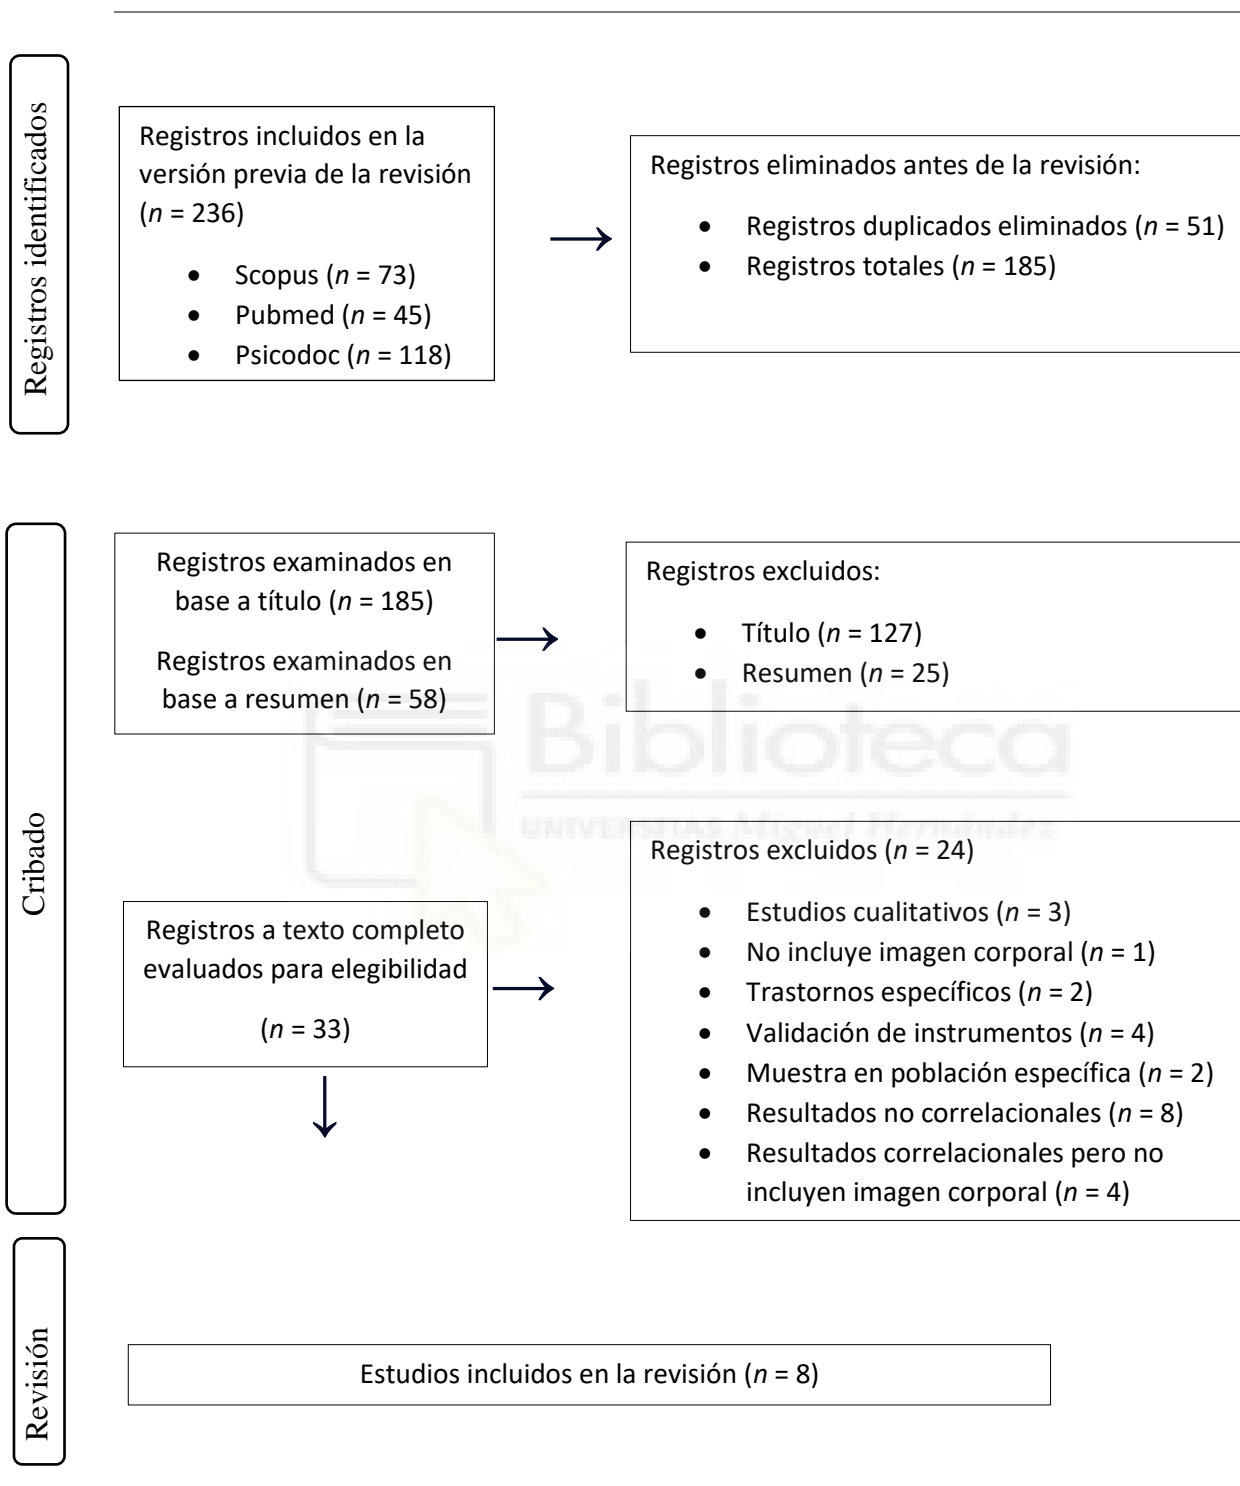 Registros identificados
Registros incluidos en la
versión previa de la revisión
(n = 236)
• Scopus (n = 73)
• Pubmed (n = 45)
• Psicodoc (n = 118)
Registros eliminados antes de la revisión:
• Registros duplicados eliminados (n = 51)
• Registros totales (n = 185)
Cribado
Registros examinados en
base a título (n = 185)
Registros examinados en
base a resumen (n = 58)
Registros excluidos:
• Título (n = 127)
• Resumen (n = 25)
Biblioteca
UNIVERSITAS Miguel Hernández
Registros a texto completo
evaluados para elegibilidad
(n = 33)
Registros excluidos (n = 24)
• Estudios cualitativos (n = 3)
• No incluye imagen corporal (n = 1)
• Trastornos específicos (n = 2)
• Validación de instrumentos (n = 4)
• Muestra en población específica (n = 2)
• Resultados no correlacionales (n = 8)
• Resultados correlacionales pero no
incluyen imagen corporal (n = 4)
Revisión
Estudios incluidos en la revisión (n = 8)